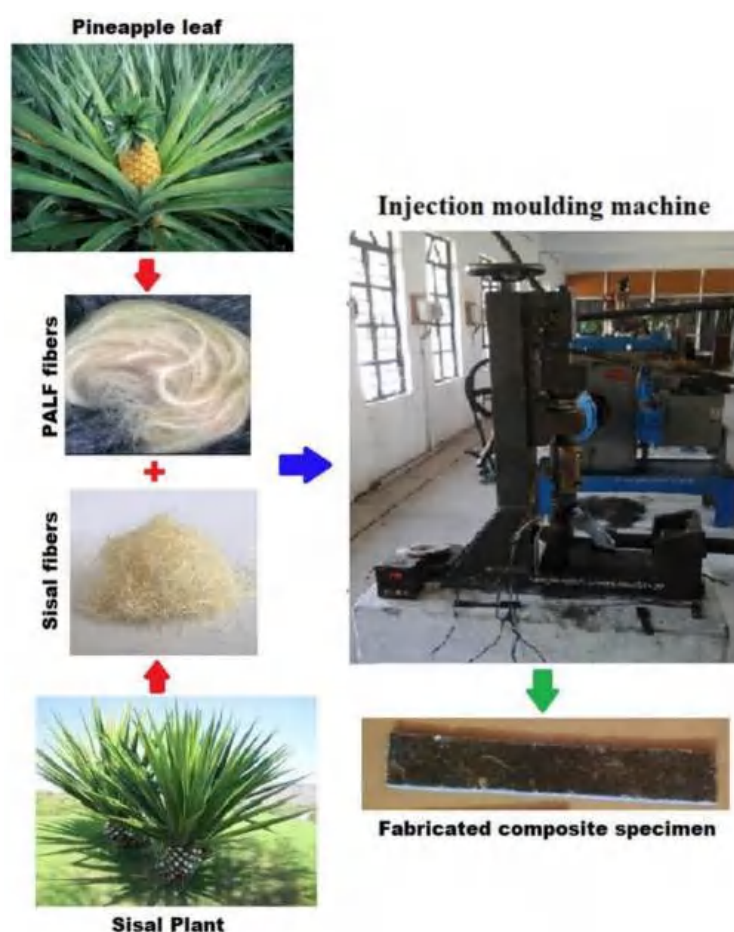 Pineapple leaf
PALF fibers
+
Sisal fibers
Sisal Plant
Injection moulding machine
Fabricated composite specimen